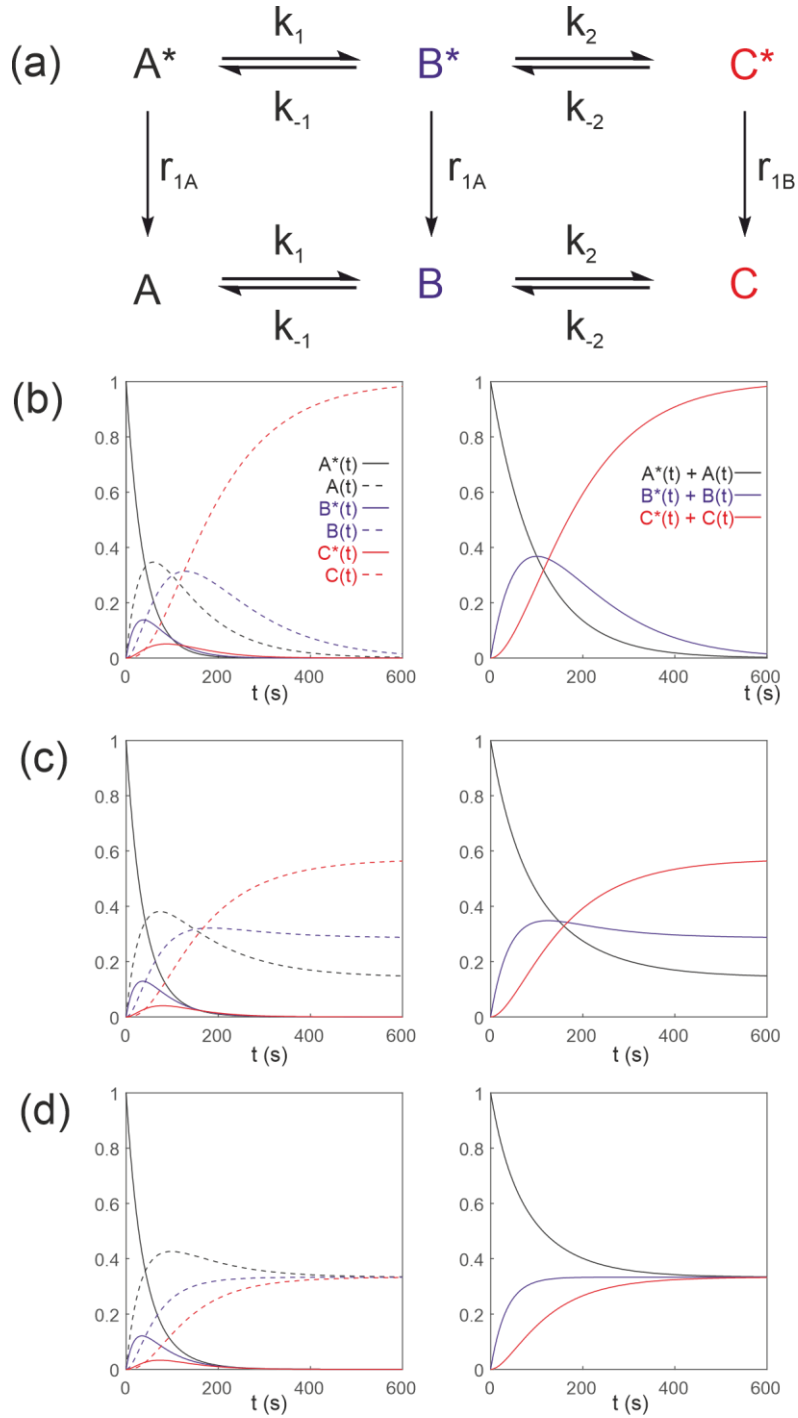 (a)
k₁ k₂
A* B* C*
k₋₁ k₋₂
r₁A r₁A r₁B
k₁ k₂
A B C
k₋₁ k₋₂
(b)
1
0.8
0.6
0.4
0.2
0
A*(t)
A(t)
B*(t)
B(t)
C*(t)
C(t)
0 200 400 600
t (s)
1
0.8
0.6
0.4
0.2
0
A*(t) + A(t)
B*(t) + B(t)
C*(t) + C(t)
0 200 400 600
t (s)
(c)
1
0.8
0.6
0.4
0.2
0
0 200 400 600
t (s)
1
0.8
0.6
0.4
0.2
0
0 200 400 600
t (s)
(d)
1
0.8
0.6
0.4
0.2
0
0 200 400 600
t (s)
1
0.8
0.6
0.4
0.2
0
0 200 400 600
t (s)